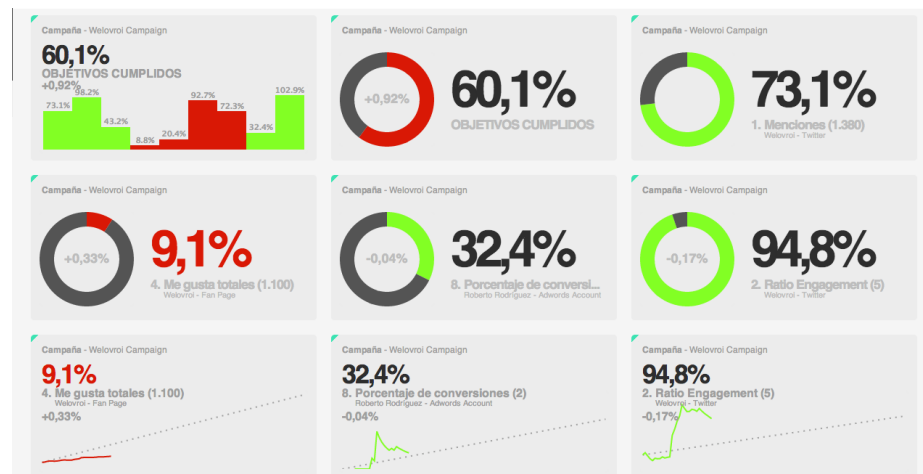 Campaña - Welovroi Campaign
60,1%
OBJETIVOS CUMPLIDOS
+0,92%
73.1%
98.2%
43.2%
8.8%
20.4%
92.7%
72.3%
32.4%
102.9%
Campaña - Welovroi Campaign
+0,92%
60,1%
OBJETIVOS CUMPLIDOS
Campaña - Welovroi Campaign
73,1%
1. Menciones (1.380)
Welovroi - Twitter
Campaña - Welovroi Campaign
+0,33%
9,1%
4. Me gusta totales (1.100)
Welovroi - Fan Page
Campaña - Welovroi Campaign
-0,04%
32,4%
8. Porcentaje de conversi...
Roberto Rodríguez - Adwords Account
Campaña - Welovroi Campaign
-0,17%
94,8%
2. Ratio Engagement (5)
Welovroi - Twitter
Campaña - Welovroi Campaign
9,1%
4. Me gusta totales (1.100)
Welovroi - Fan Page
+0,33%
Campaña - Welovroi Campaign
32,4%
8. Porcentaje de conversiones (2)
Roberto Rodríguez - Adwords Account
-0,04%
Campaña - Welovroi Campaign
94,8%
2. Ratio Engagement (5)
Welovroi - Twitter
-0,17%